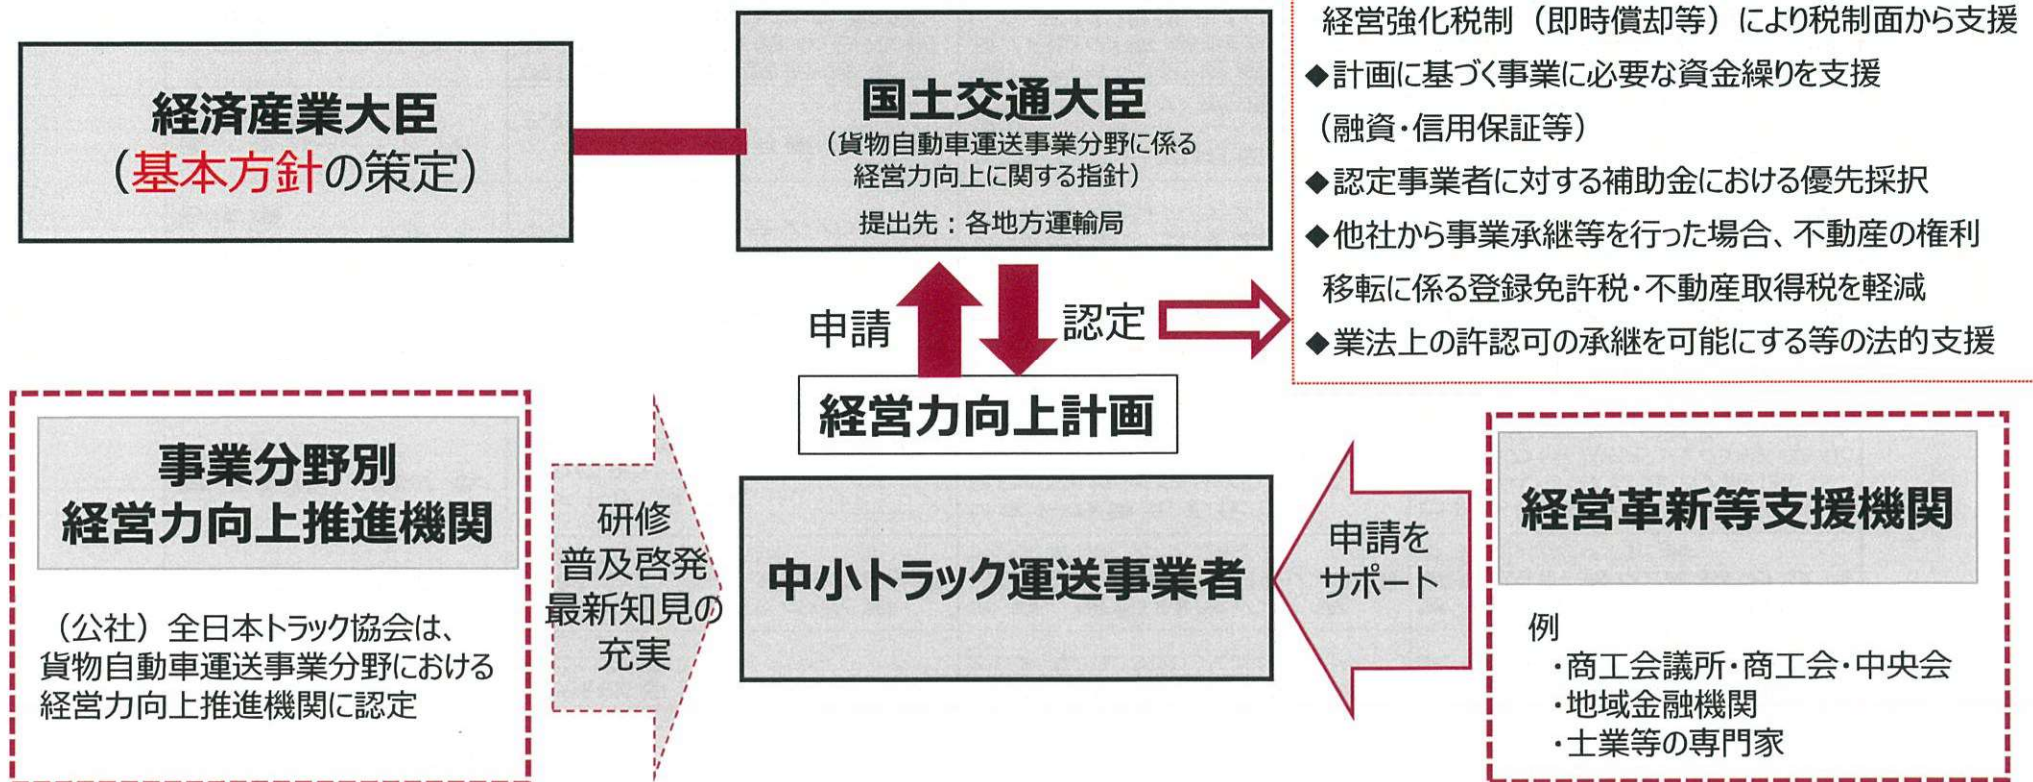 経済産業大臣
（基本方針の策定）
国土交通大臣
（貨物自動車運送事業分野に係る
経営力向上に関する指針）
提出先：各地方運輸局
経営強化税制（即時償却等）により税制面から支援
◆計画に基づく事業に必要な資金繰りを支援
（融資・信用保証等）
◆認定事業者に対する補助金における優先採択
◆他社から事業承継等を行った場合、不動産の権利
移転に係る登録免許税・不動産取得税を軽減
◆業法上の許認可の承継を可能にする等の法的支援
申請
認定
経営力向上計画
事業分野別
経営力向上推進機関
（公社）全日本トラック協会は、
貨物自動車運送事業分野における
経営力向上推進機関に認定
研修
普及啓発
最新知見の
充実
中小トラック運送事業者
申請を
サポート
経営革新等支援機関
例
・商工会議所・商工会・中央会
・地域金融機関
・士業等の専門家